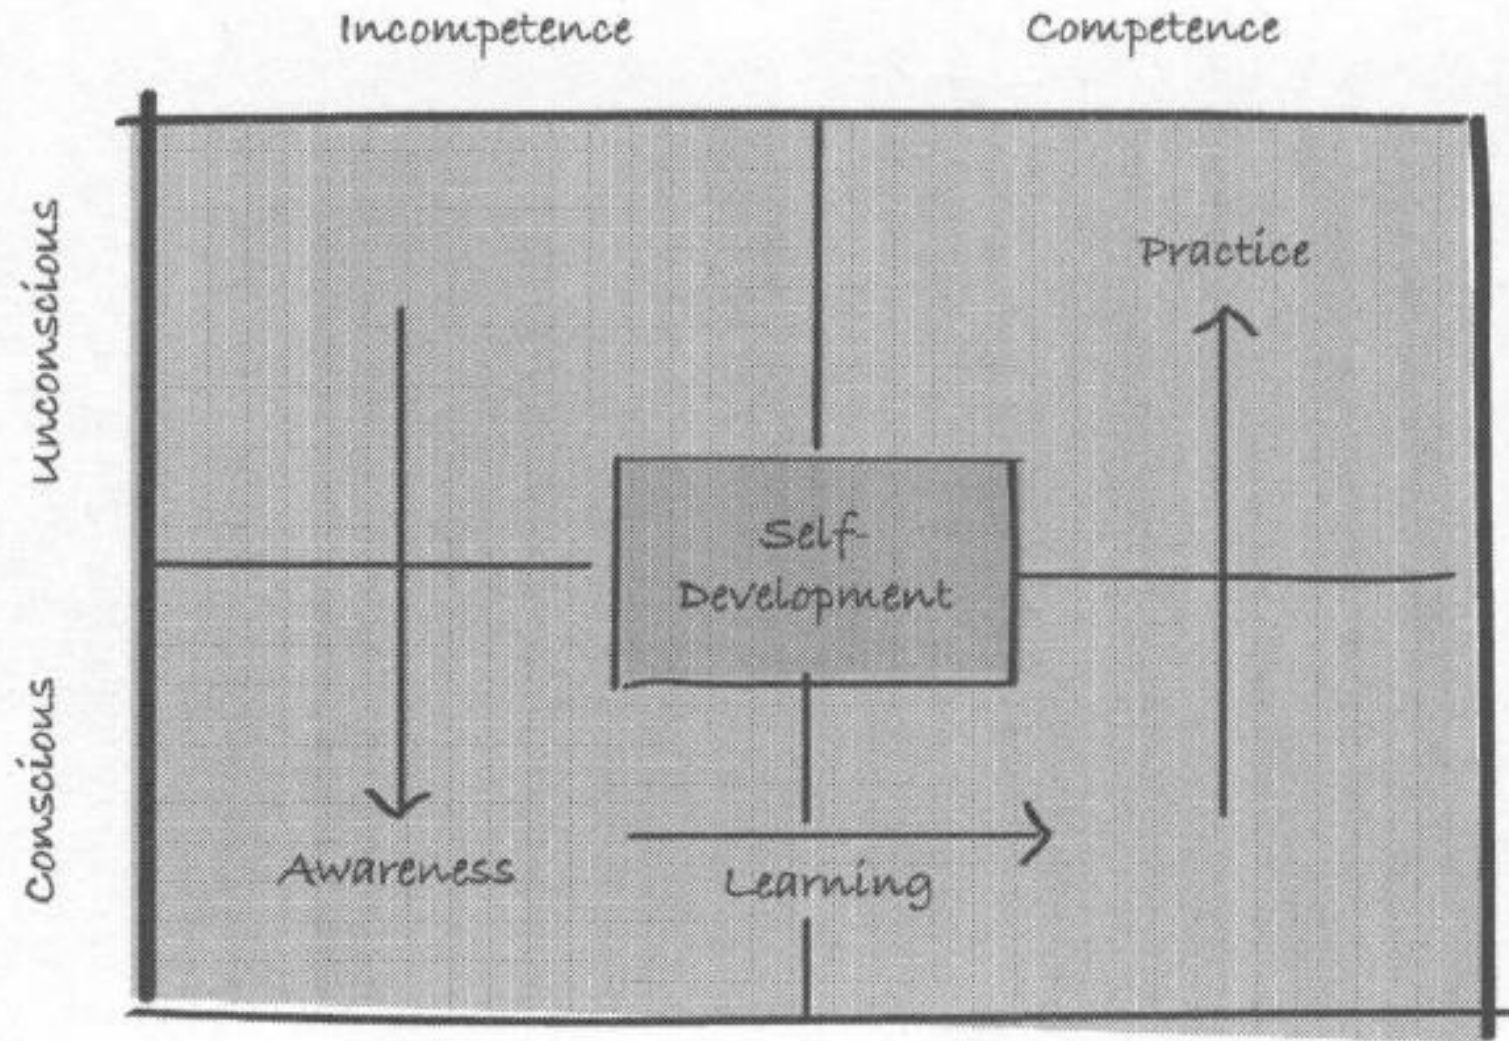 Incompetence
Competence
Unconscious
Practice
Self-
Development
Conscious
Awareness
Learning